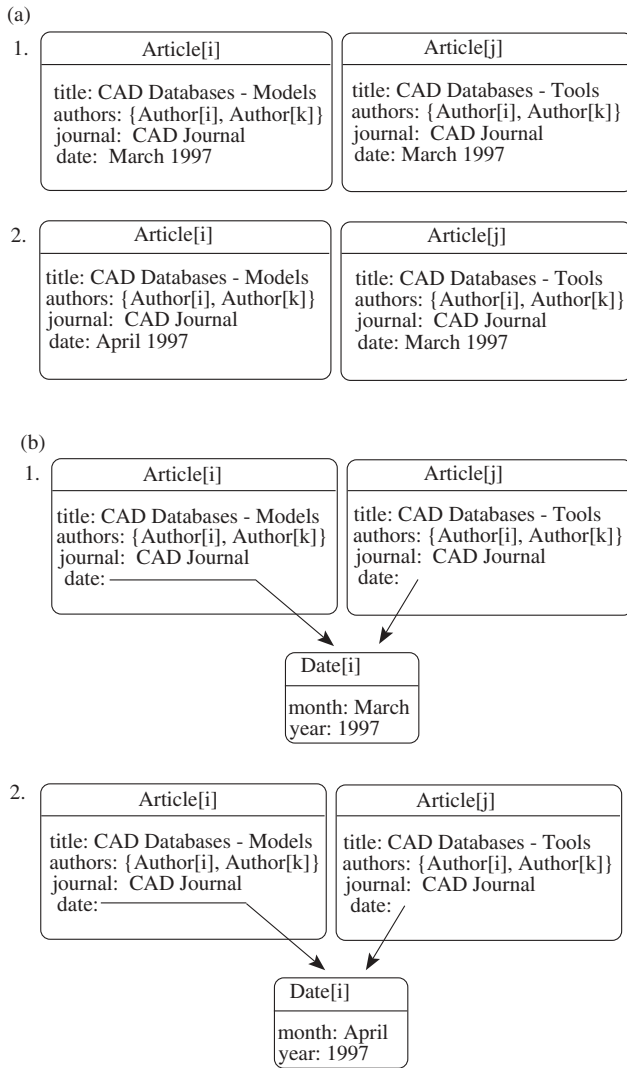 (a)
1.
Article[i]
title: CAD Databases - Models
authors: {Author[i], Author[k]}
journal: CAD Journal
date: March 1997
Article[j]
title: CAD Databases - Tools
authors: {Author[i], Author[k]}
journal: CAD Journal
date: March 1997
2.
Article[i]
title: CAD Databases - Models
authors: {Author[i], Author[k]}
journal: CAD Journal
date: April 1997
Article[j]
title: CAD Databases - Tools
authors: {Author[i], Author[k]}
journal: CAD Journal
date: March 1997
(b)
1.
Article[i]
title: CAD Databases - Models
authors: {Author[i], Author[k]}
journal: CAD Journal
date:
Article[j]
title: CAD Databases - Tools
authors: {Author[i], Author[k]}
journal: CAD Journal
date:
Date[i]
month: March
year: 1997
2.
Article[i]
title: CAD Databases - Models
authors: {Author[i], Author[k]}
journal: CAD Journal
date:
Article[j]
title: CAD Databases - Tools
authors: {Author[i], Author[k]}
journal: CAD Journal
date:
Date[i]
month: April
year: 1997